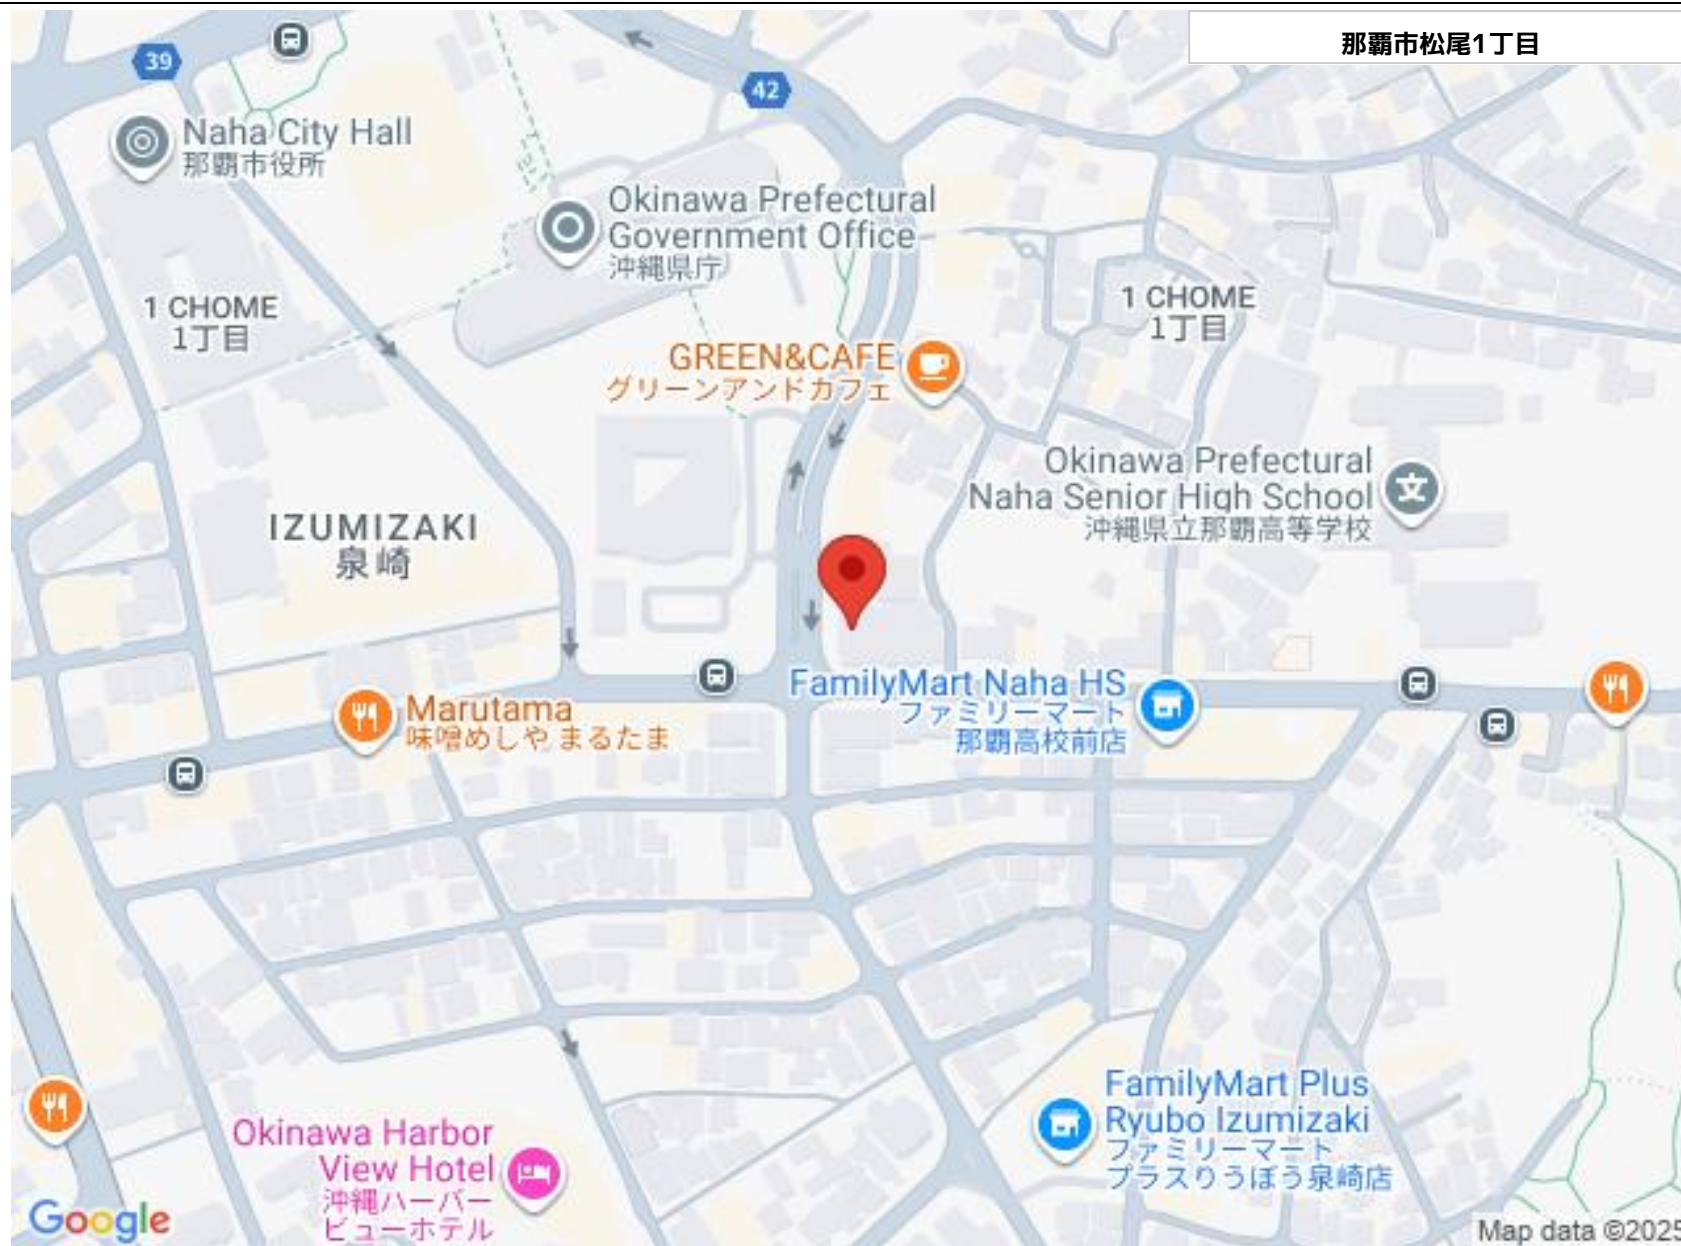 那覇市松尾1丁目
39
42
Naha City Hall
那覇市役所
Okinawa Prefectural
Government Office
沖縄県庁
1 CHOME
1丁目
1 CHOME
1丁目
GREEN&CAFE
グリーンアンドカフェ
Okinawa Prefectural
Naha Senior High School
沖縄県立那覇高等学校
文
IZUMIZAKI
泉崎
FamilyMart Naha HS
ファミリーマート
那覇高校前店
Marutama
味噌めしや まるたま
FamilyMart Plus
Ryubo Izumizaki
ファミリーマート
プラスりうぼう泉崎店
Okinawa Harbor
View Hotel
沖縄ハーバー
ビューホテル
Google
Map data ©2025